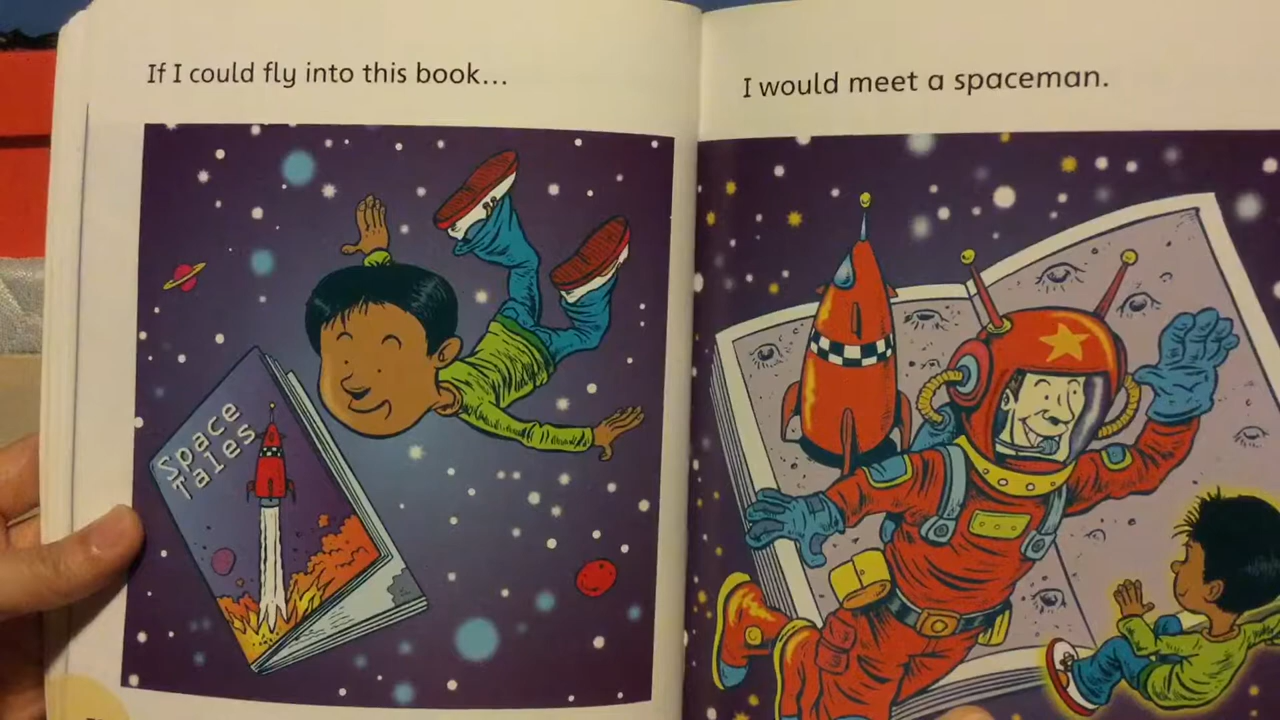 If I could fly into this book...
Space
Tales
I would meet a spaceman.